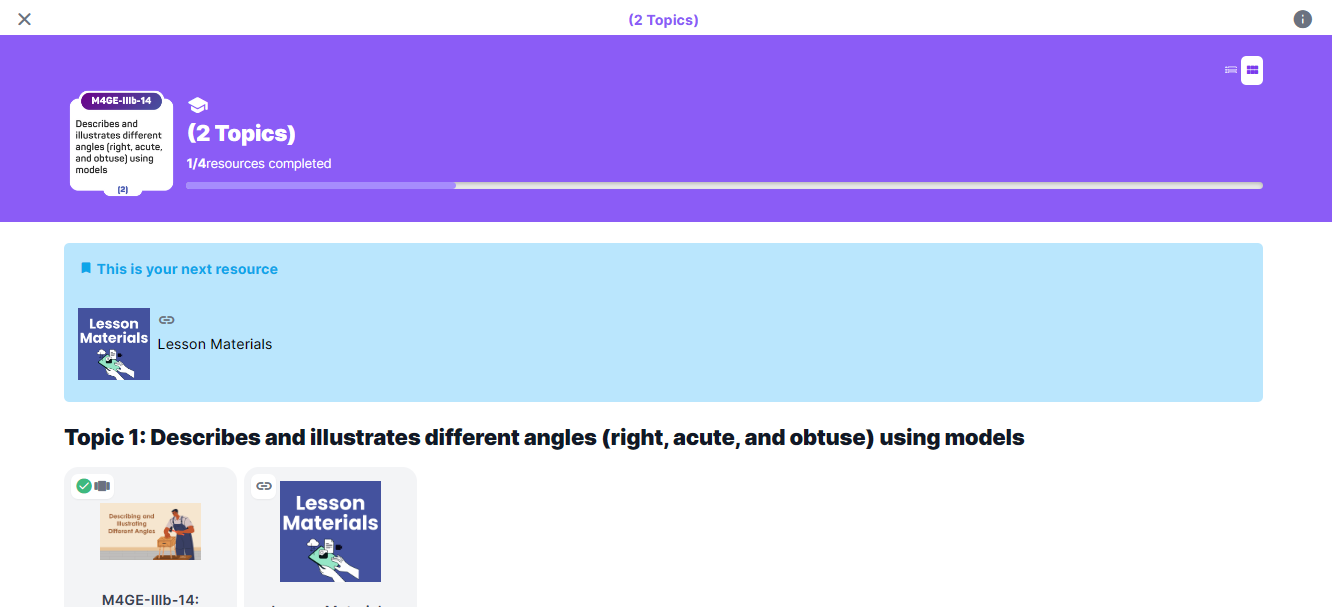 (2 Topics)
M4GE-IIIb-14
Describes and
illustrates different
angles (right, acute,
and obtuse) using
models
(2)
(2 Topics)
1/4resources completed
This is your next resource
Lesson
Materials
Lesson Materials
Topic 1: Describes and illustrates different angles (right, acute, and obtuse) using models
Describing and
Illustrating
Different Angles
M4GE-IIIb-14:
Lesson
Materials